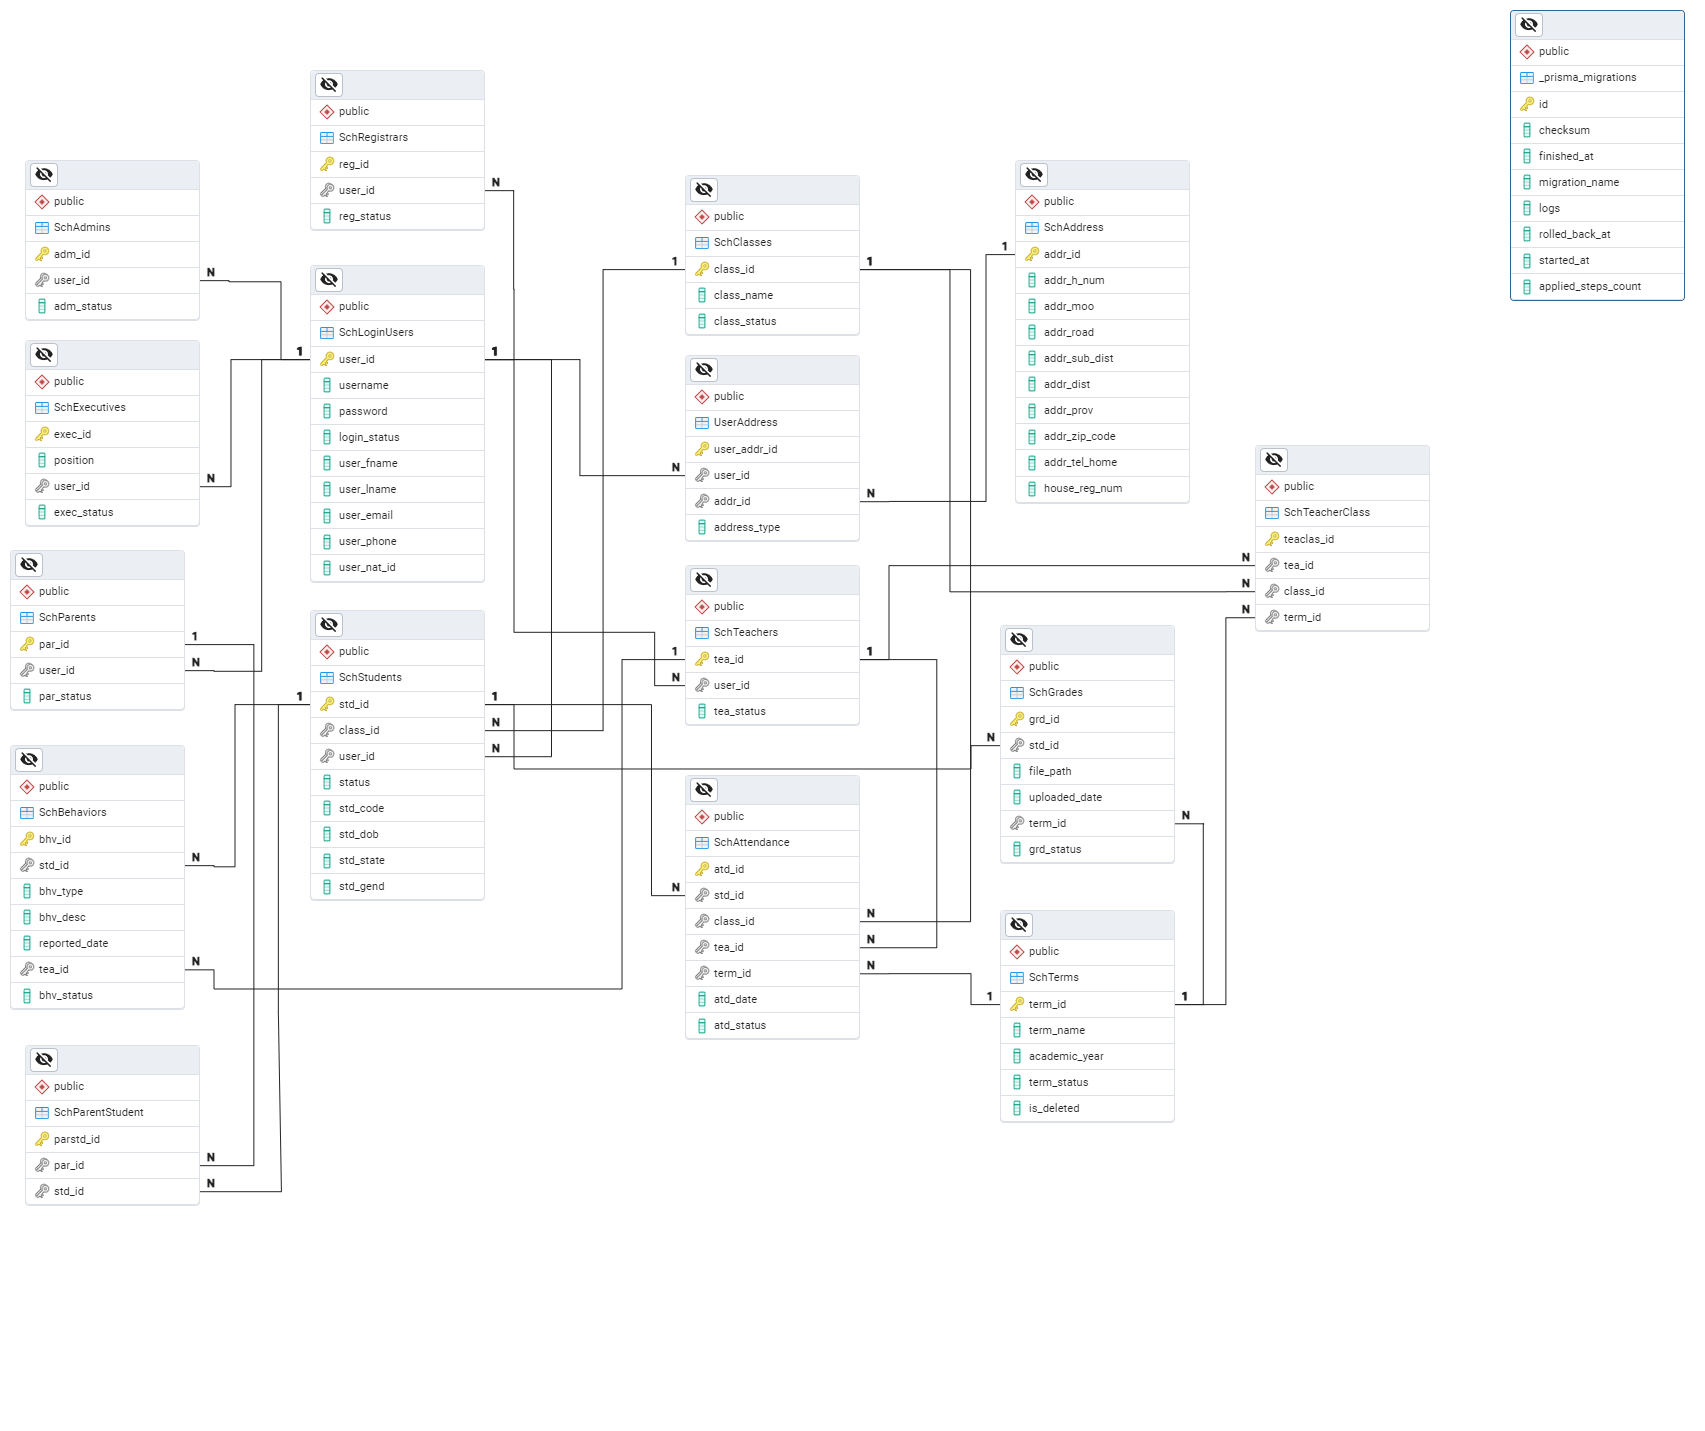 public
_prisma_migrations
id
checksum
finished_at
migration_name
logs
rolled_back_at
started_at
applied_steps_count
public
SchRegistrars
reg_id
user_id
reg_status
N
public
SchAdmins
adm_id
user_id
adm_status
N
public
SchLoginUsers
user_id
username
password
login_status
user_fname
user_lname
user_email
user_phone
user_nat_id
1
1
public
SchExecutives
exec_id
position
user_id
exec_status
N
public
SchParents
par_id
user_id
par_status
1
N
public
SchStudents
std_id
class_id
user_id
status
std_code
std_dob
std_state
std_gend
1
1
N
N
public
SchBehaviors
bhv_id
std_id
bhv_type
bhv_desc
reported_date
tea_id
bhv_status
N
N
public
SchParentStudent
parstd_id
par_id
std_id
N
N
public
SchClasses
class_id
class_name
class_status
1
1
public
UserAddress
user_addr_id
user_id
addr_id
address_type
N
N
public
SchTeachers
tea_id
user_id
tea_status
1
N
1
public
SchAttendance
atd_id
std_id
class_id
tea_id
term_id
atd_date
atd_status
N
N
N
N
public
SchAddress
addr_id
addr_h_num
addr_moo
addr_road
addr_sub_dist
addr_dist
addr_prov
addr_zip_code
addr_tel_home
house_reg_num
1
public
SchGrades
grd_id
std_id
file_path
uploaded_date
term_id
grd_status
N
N
public
SchTerms
term_id
term_name
academic_year
term_status
is_deleted
1
1
public
SchTeacherClass
teaclas_id
tea_id
class_id
term_id
N
N
N